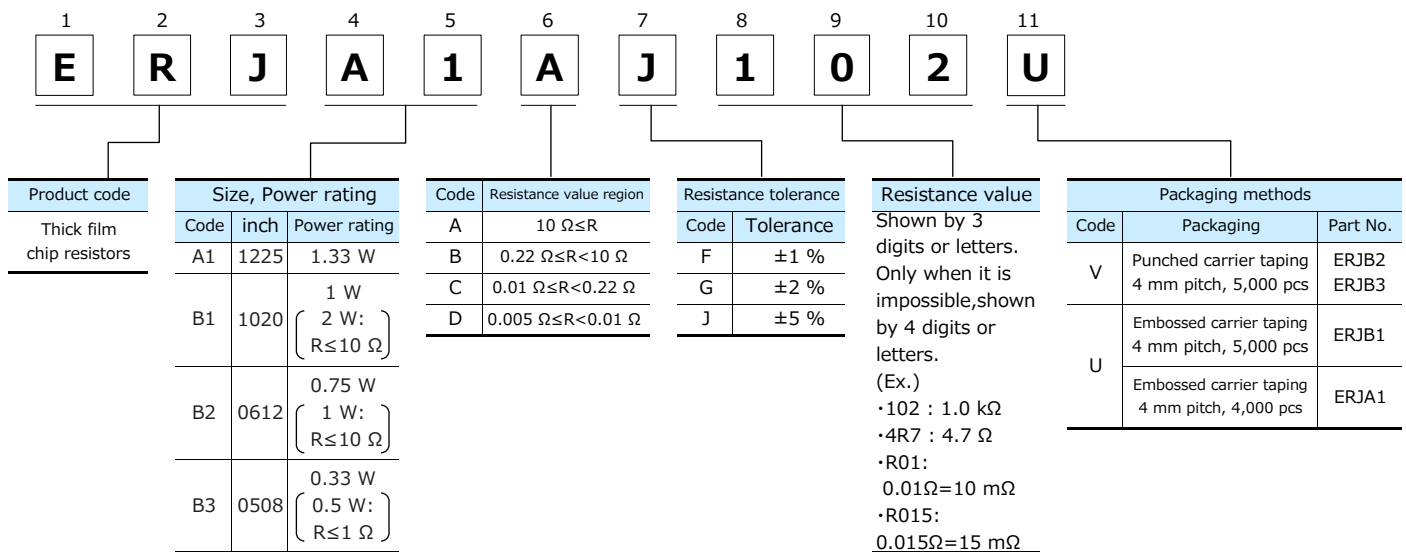 1 2 3 4 5 6 7 8 9 10 11
E R J A 1 A J 1 0 2 U
Product code
Thick film
chip resistors
Size, Power rating
Code inch Power rating
A1 1225 1.33 W
B1 1020 1 W
2 W:
R≤10 Ω
B2 0612 0.75 W
1 W:
R≤10 Ω
B3 0508 0.33 W
0.5 W:
R≤1 Ω
Code Resistance value region
A 10 Ω≤R
B 0.22 Ω≤R<10 Ω
C 0.01 Ω≤R<0.22 Ω
D 0.005 Ω≤R<0.01 Ω
Resistance tolerance
Code Tolerance
F ±1 %
G ±2 %
J ±5 %
Resistance value
Shown by 3
digits or letters.
Only when it is
impossible,shown
by 4 digits or
letters.
(Ex.)
･102 : 1.0 kΩ
･4R7 : 4.7 Ω
･R01:
0.01Ω=10 mΩ
･R015:
0.015Ω=15 mΩ
Packaging methods
Code Packaging Part No.
V Punched carrier taping ERJB2
4 mm pitch, 5,000 pcs ERJB3
U Embossed carrier taping
4 mm pitch, 5,000 pcs ERJB1
Embossed carrier taping
4 mm pitch, 4,000 pcs ERJA1